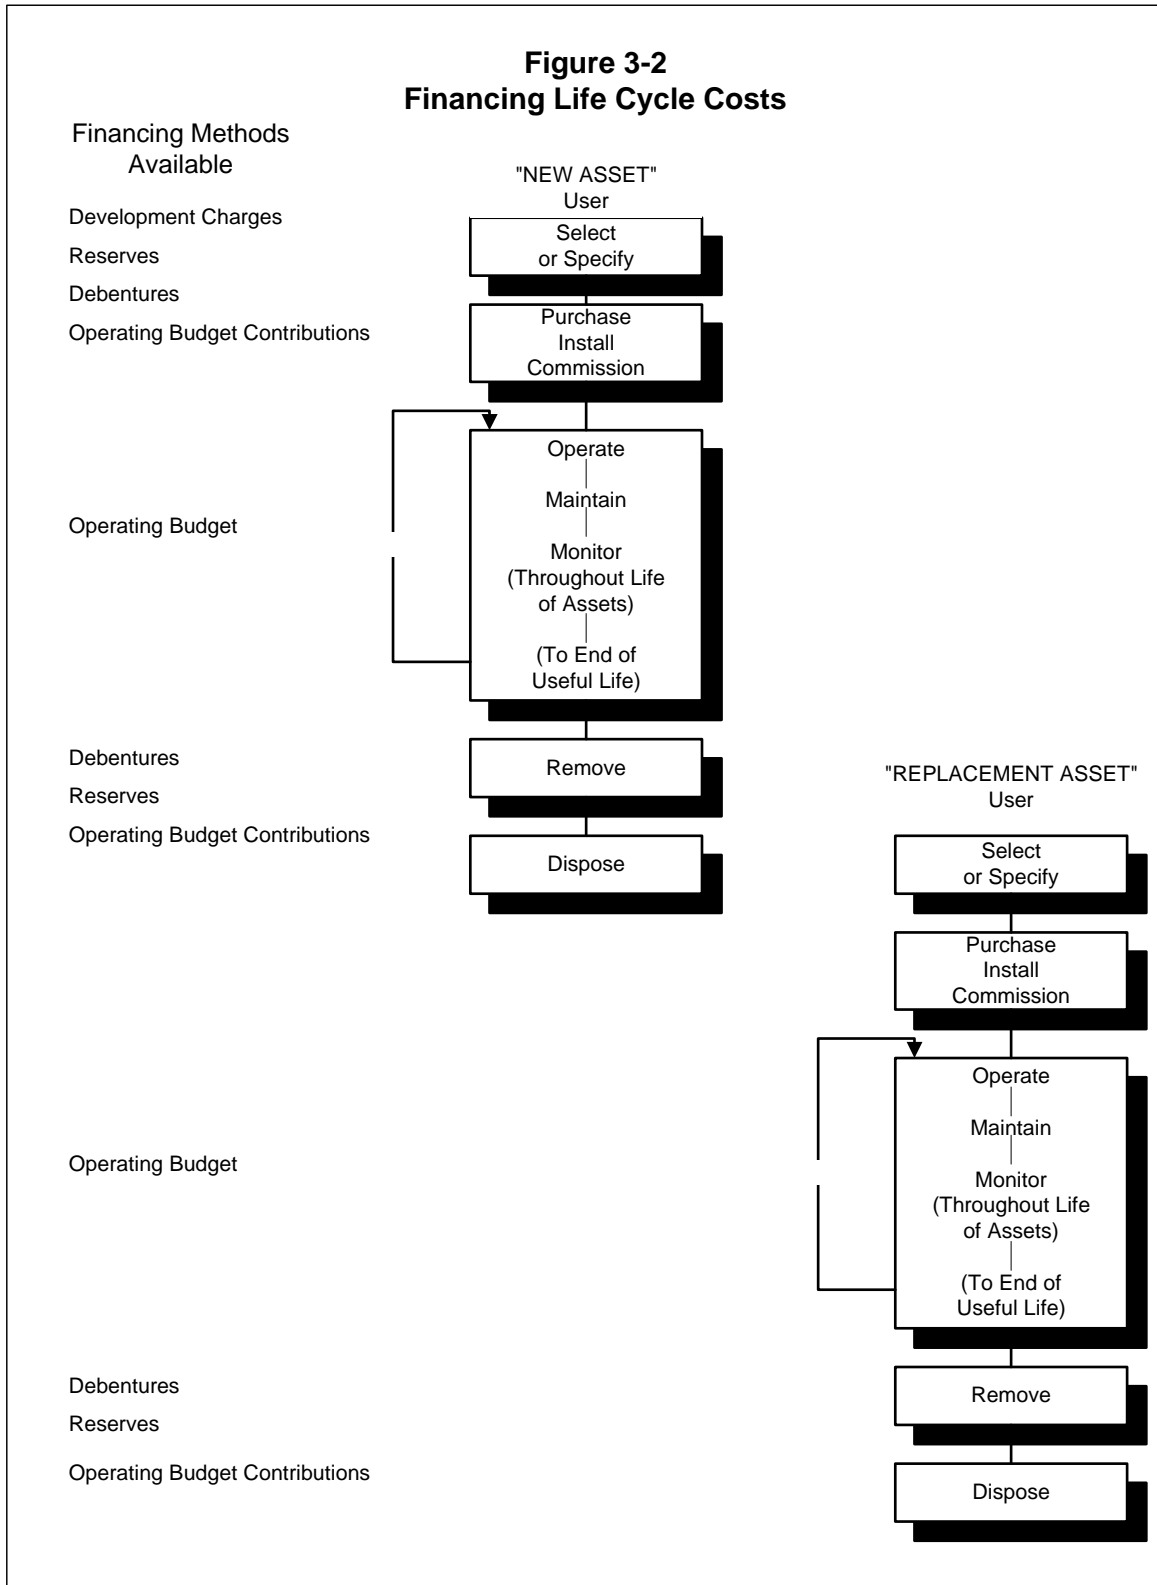 Figure 3-2
Financing Life Cycle Costs
Financing Methods
Available
Development Charges
Reserves
Debentures
Operating Budget Contributions
"NEW ASSET"
User
Select
or Specify
Purchase
Install
Commission
Operating Budget
Operate
Maintain
Monitor
(Throughout Life
of Assets)
(To End of
Useful Life)
Debentures
Reserves
Operating Budget Contributions
Remove
Dispose
"REPLACEMENT ASSET"
User
Select
or Specify
Purchase
Install
Commission
Operating Budget
Operate
Maintain
Monitor
(Throughout Life
of Assets)
(To End of
Useful Life)
Debentures
Reserves
Operating Budget Contributions
Remove
Dispose